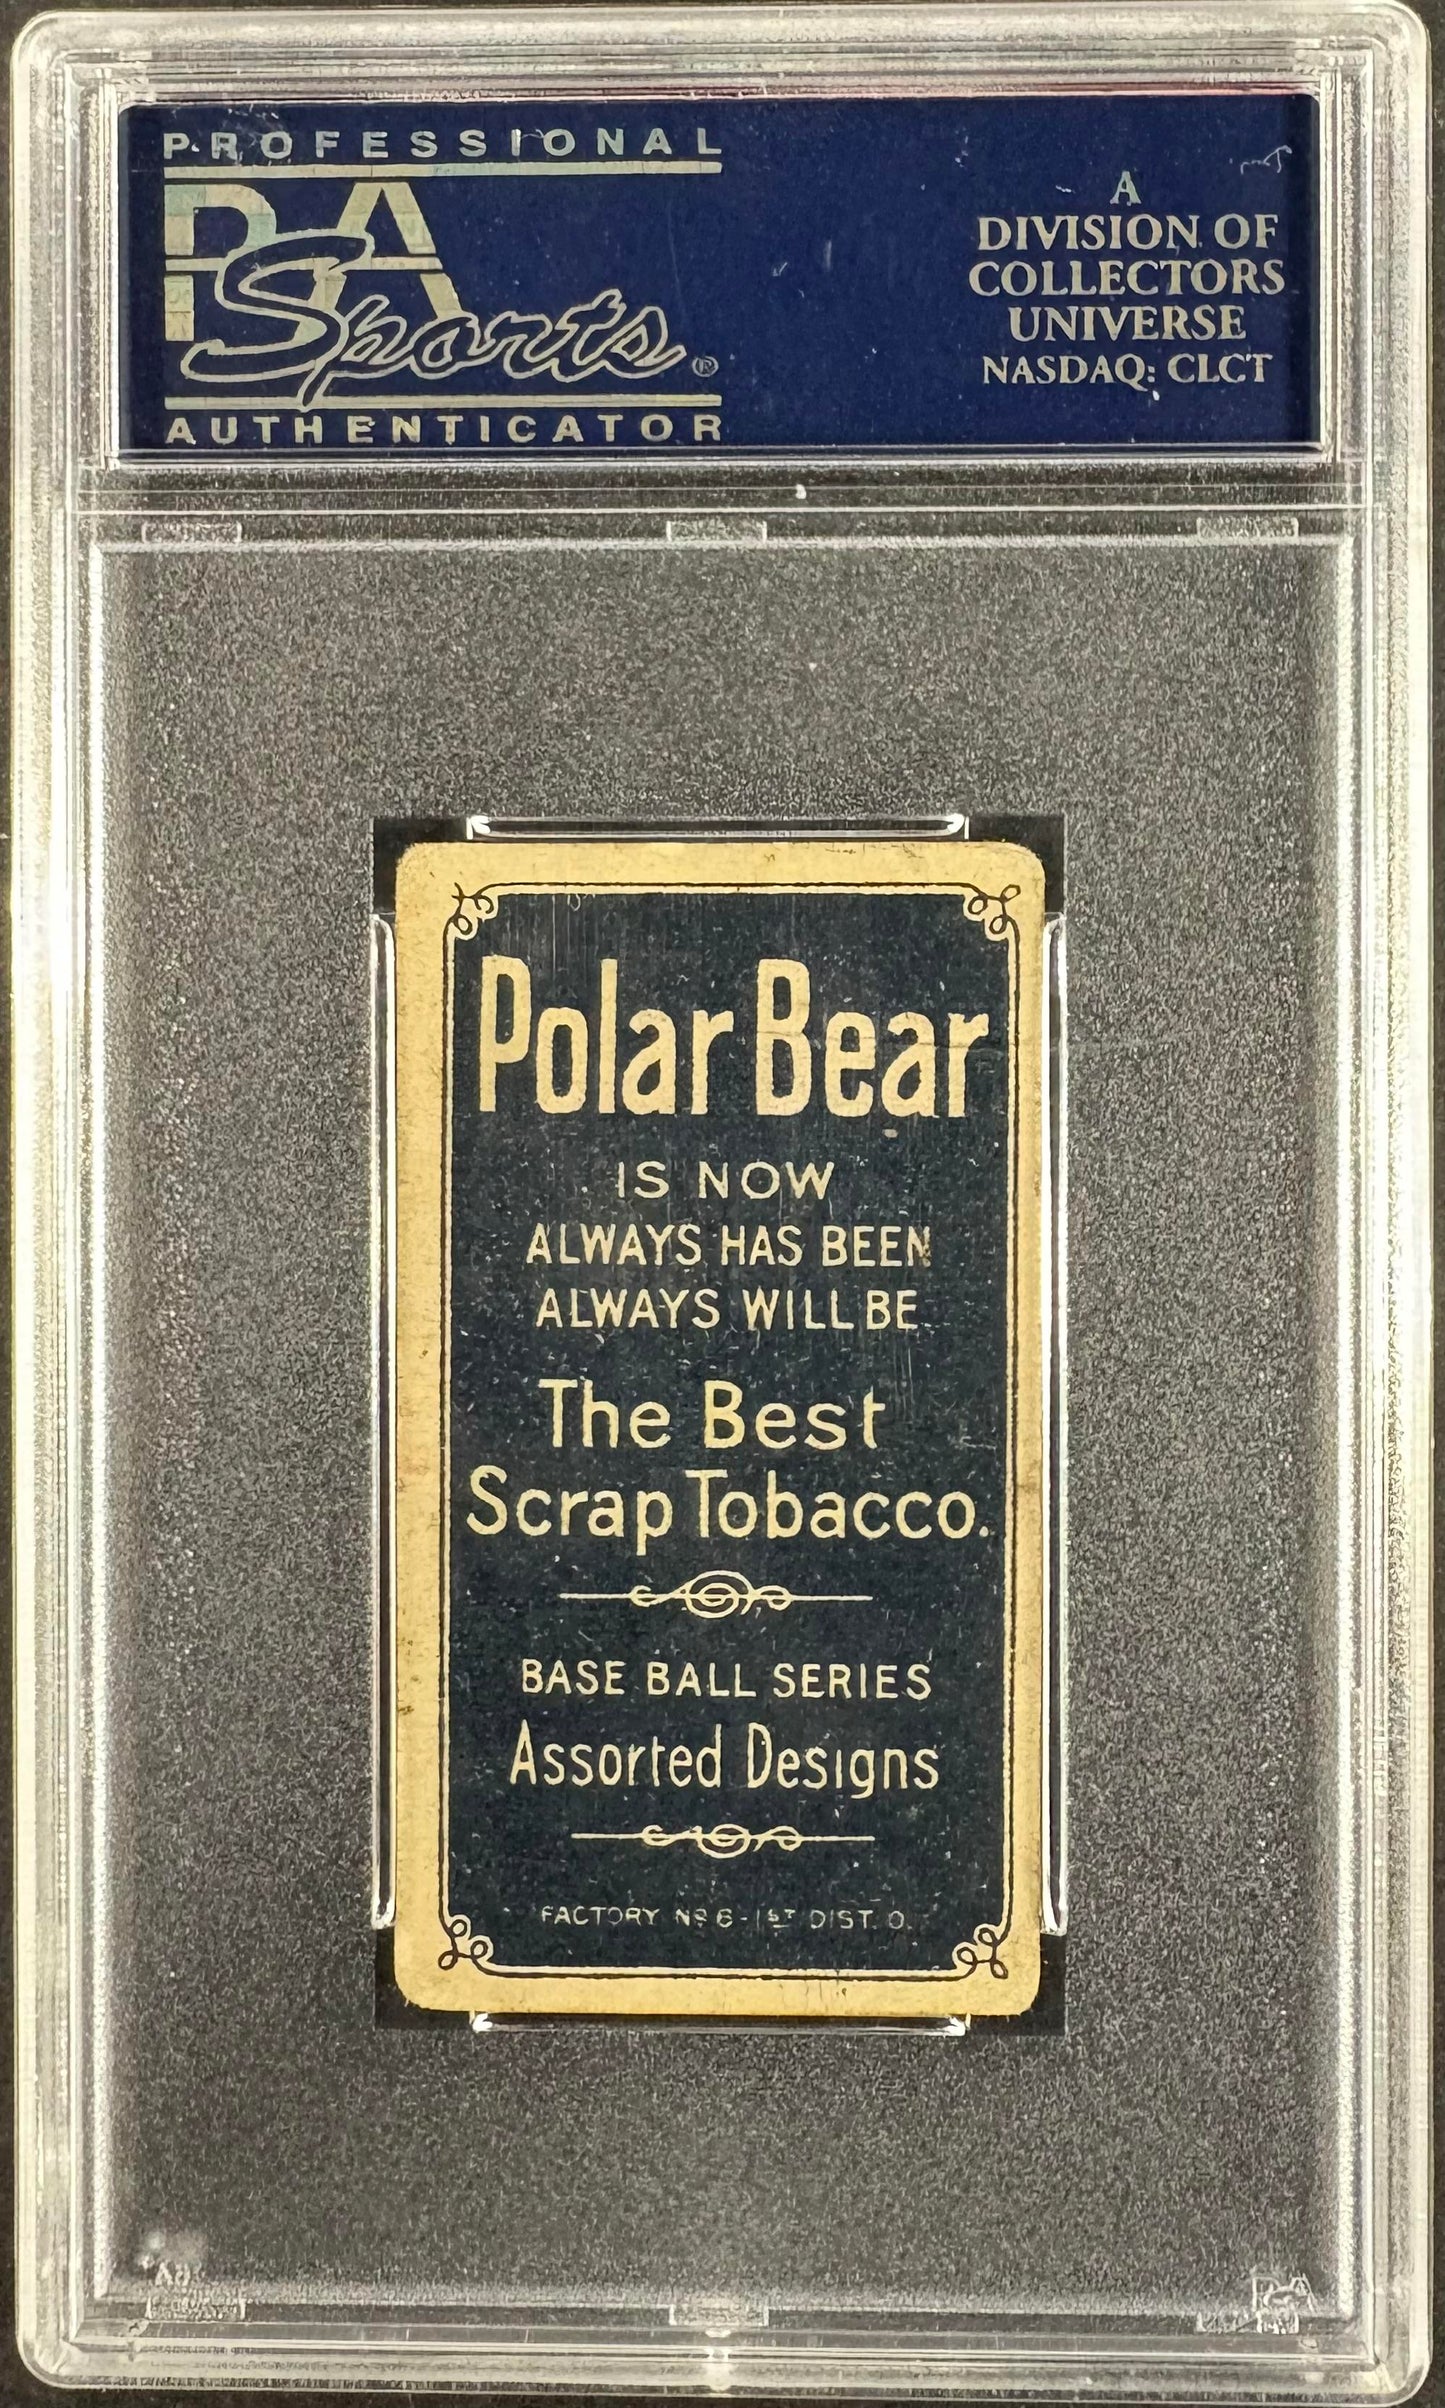 PROFESSIONAL
PSA
Sports®
AUTHENTICATOR
A
DIVISION OF
COLLECTORS
UNIVERSE
NASDAQ: CLCT
Polar Bear
IS NOW
ALWAYS HAS BEEN
ALWAYS WILL BE
The Best
Scrap Tobacco.
BASE BALL SERIES
Assorted Designs
FACTORY Nº 6 - 1ST DIST. O.
PSA